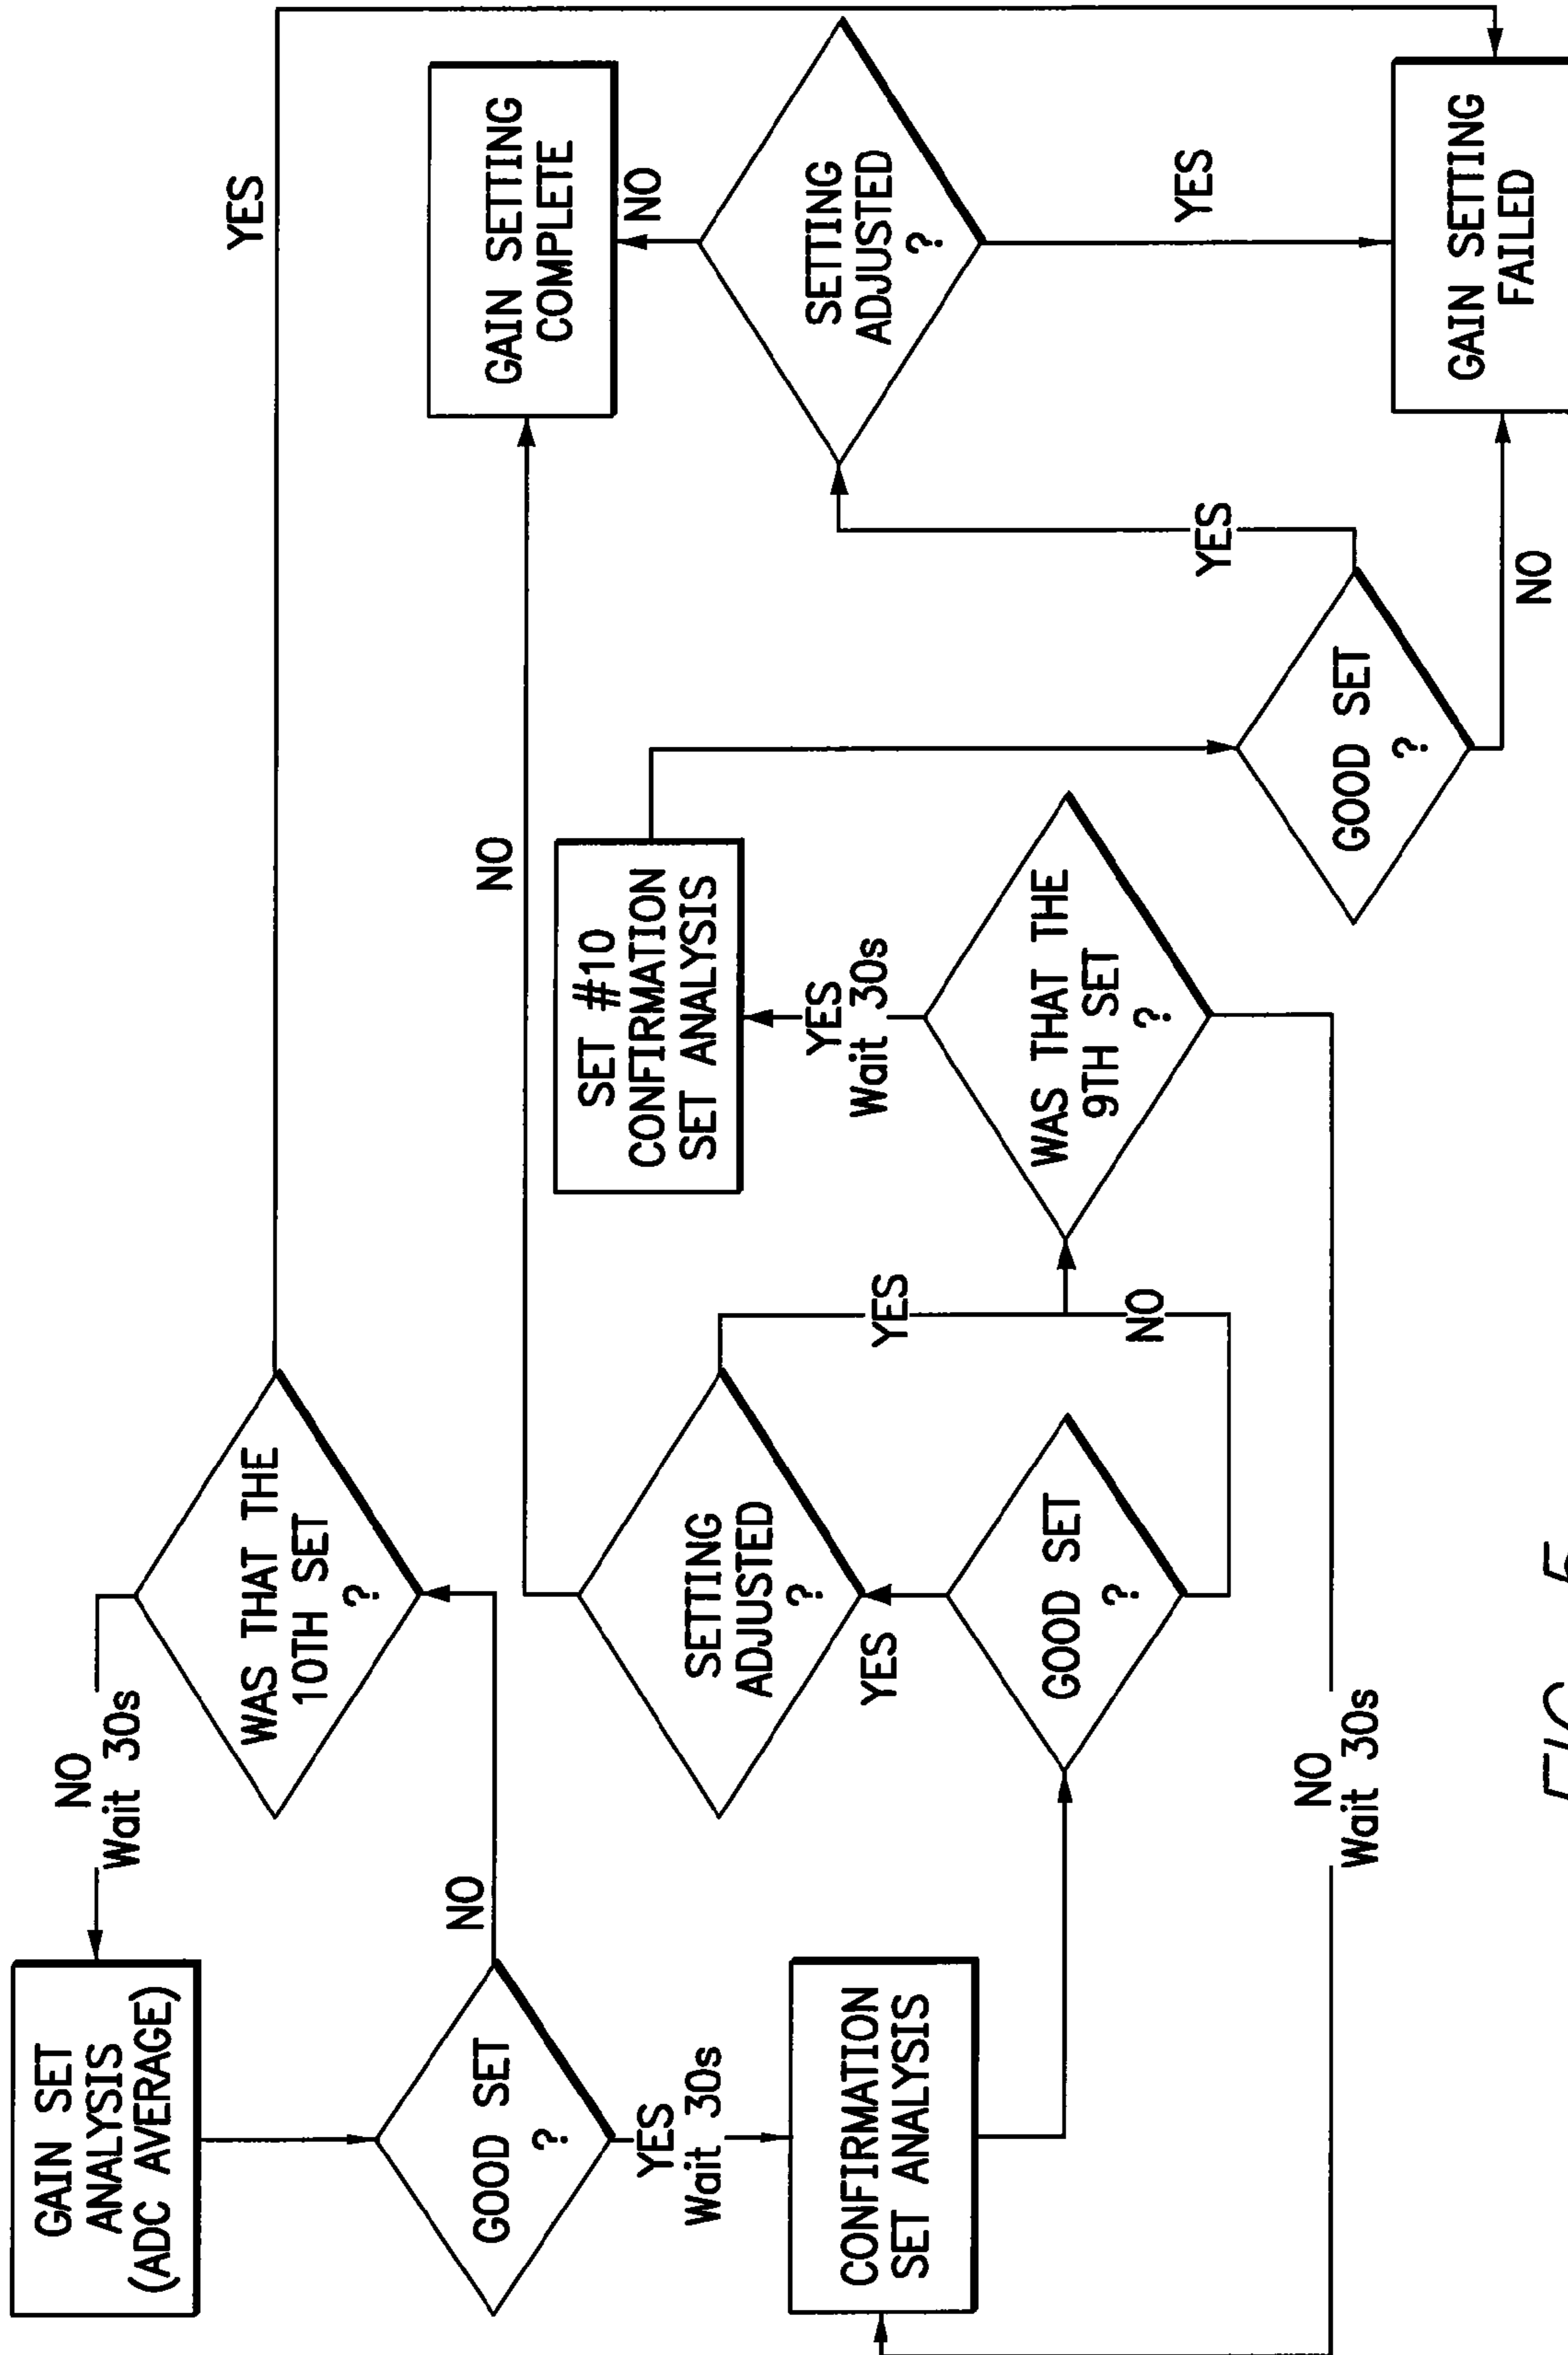 GAIN SET
ANALYSIS
(ADC AVERAGE)
NO
Wait 30s
WAS THAT THE
10TH SET
?
YES
GOOD SET
?
NO
YES
Wait 30s
CONFIRMATION
SET ANALYSIS
GOOD SET
?
YES
NO
SETTING
ADJUSTED
?
YES
NO
WAS THAT THE
9TH SET
?
NO
Wait 30s
YES
Wait 30s
SET #10
CONFIRMATION
SET ANALYSIS
GOOD SET
?
YES
NO
SETTING
ADJUSTED
?
NO
YES
GAIN SETTING
COMPLETE
GAIN SETTING
FAILED